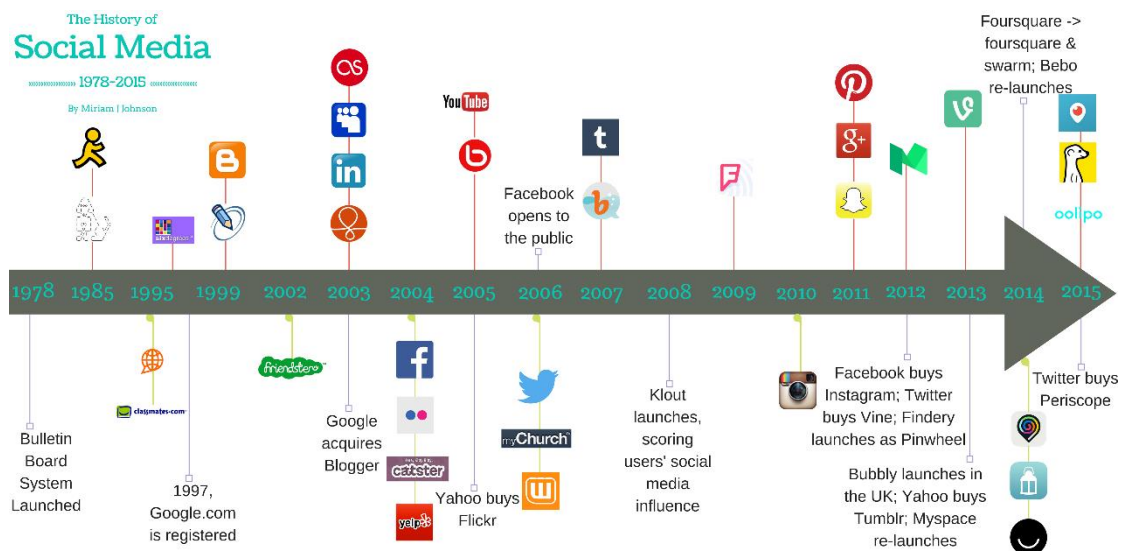 The History of
Social Media
1978-2015
By Miriam J Johnson
You Tube
Facebook
opens to
the public
Foursquare ->
foursquare &
swarm; Bebo
re-launches
oolipo
1978 1985 1995 1999 2002 2003 2004 2005 2006 2007 2008 2009 2010 2011 2012 2013 2014 2015
Bulletin
Board
System
Launched
classmates.com
1997,
Google.com
is registered
friendster
Google
acquires
Blogger
catster
yelp
Yahoo buys
Flickr
myChurch
Klout
launches,
scoring
users' social
media
influence
Facebook buys
Instagram; Twitter
buys Vine; Findery
launches as Pinwheel
Bubbly launches in
the UK; Yahoo buys
Tumblr; Myspace
re-launches
Twitter buys
Periscope